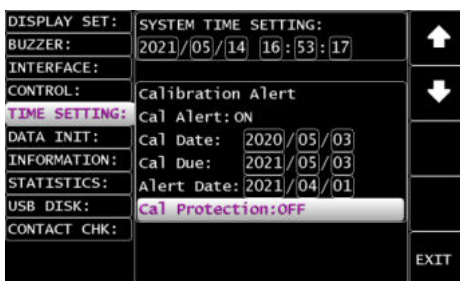 DISPLAY SET:
BUZZER:
INTERFACE:
CONTROL:
TIME SETTING:
DATA INIT:
INFORMATION:
STATISTICS:
USB DISK:
CONTACT CHK:
SYSTEM TIME SETTING:
2021/05/14 16:53:17
Calibration Alert
Cal Alert:ON
Cal Date: 2020/05/03
Cal Due: 2021/05/03
Alert Date:2021/04/01
Cal Protection:OFF
EXIT